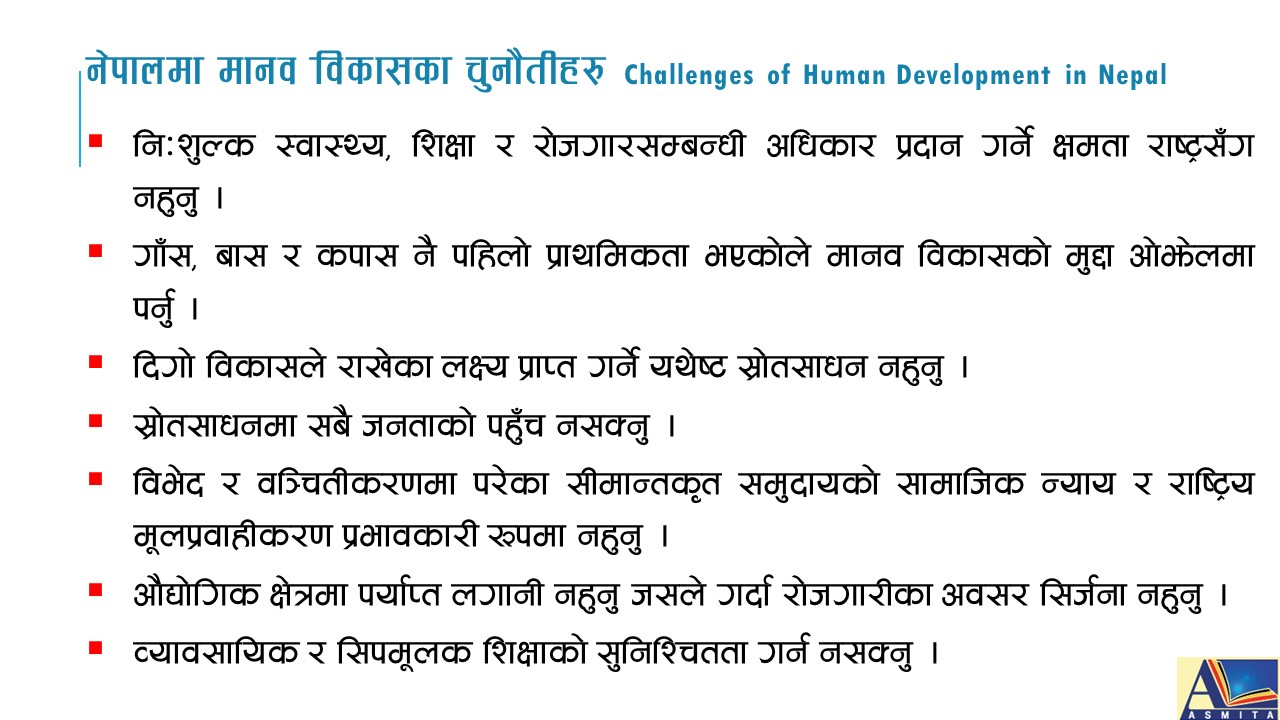 नेपालमा मानव विकासका चुनौतीहरु Challenges of Human Development in Nepal
निःशुल्क स्वास्थ्य, शिक्षा र रोजगारसम्बन्धी अधिकार प्रदान गर्ने क्षमता राष्ट्रसँग
नहुनु ।
गाँस, बास र कपास नै पहिलो प्राथमिकता भएकोले मानव विकासको मुद्दा ओझेलमा
पर्नु ।
दिगो विकासले राखेका लक्ष्य प्राप्त गर्ने यथेष्ट स्रोतसाधन नहुनु ।
स्रोतसाधनमा सबै जनताको पहुँच नसक्नु ।
विभेद र वञ्चितीकरणमा परेका सीमान्तकृत समुदायको सामाजिक न्याय र राष्ट्रिय
मूलप्रवाहीकरण प्रभावकारी रुपमा नहुनु ।
औद्योगिक क्षेत्रमा पर्याप्त लगानी नहुनु जसले गर्दा रोजगारीका अवसर सिर्जना नहुनु ।
व्यावसायिक र सिपमूलक शिक्षाको सुनिश्चितता गर्न नसक्नु ।
ASMITA